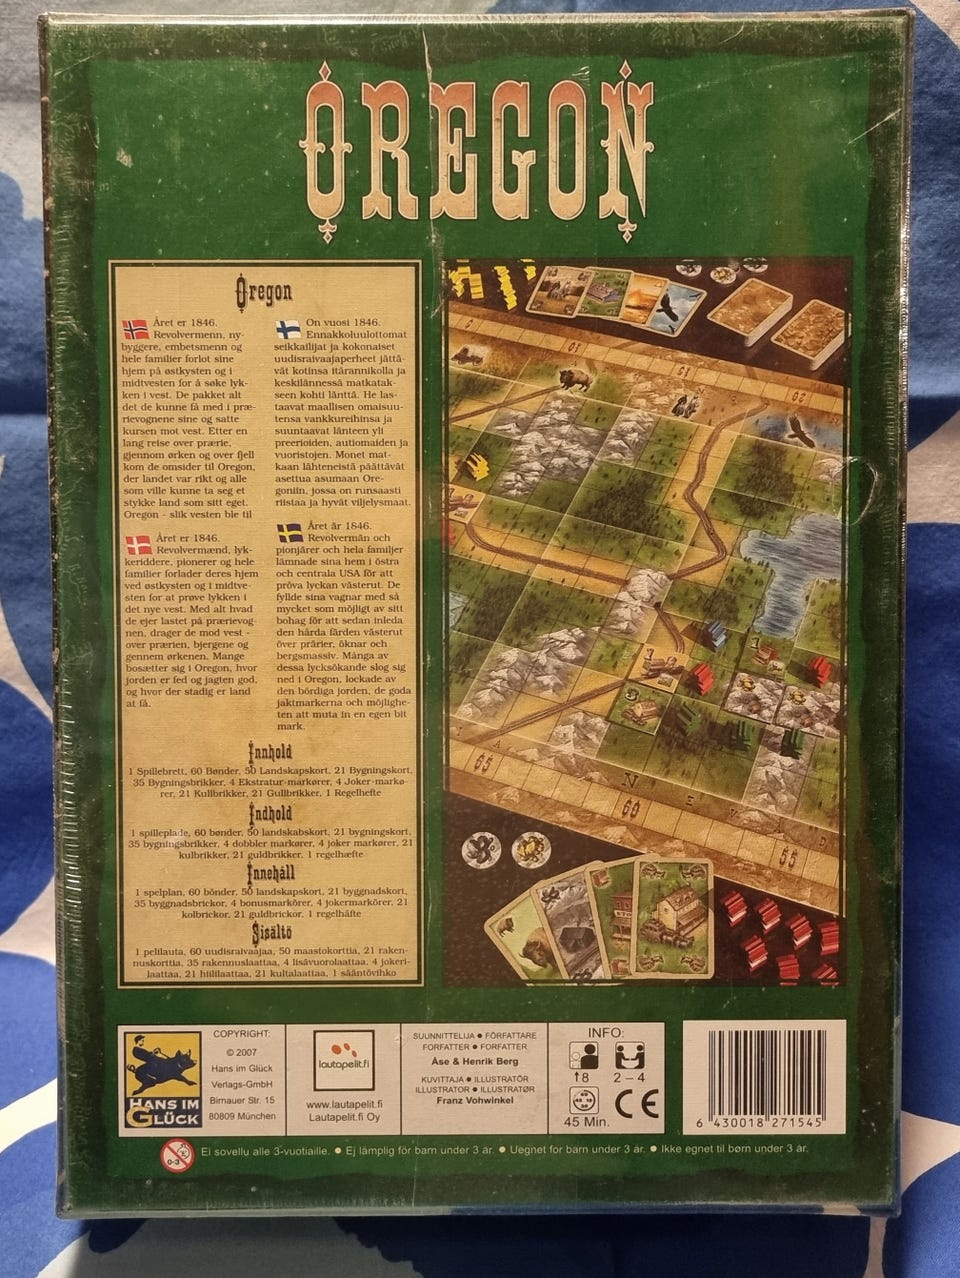 OREGON
Oregon
Året er 1846.
Revolvermenn, ny-
byggere, embetsmenn og
hele familier forlot sine
hjem på østkysten og i
midtvesten for å søke lyk-
ken i vest. De pakket alt
det de kunne få med i præ-
rievognene sine og satte
kursen mot vest. Etter en
lang reise over prærie,
gjennom ørken og over fjell
kom de omsider til Oregon,
der landet var rikt og alle
som ville kunne ta seg et
stykke land som sitt eget.
Oregon - slik vesten ble til
On vuosi 1846.
Ennakkoluulottomat
seikkailijat ja kokonaiset
uudisraivaajaperheet jättä-
vät kotinsa itärannikolla ja
keskilännessä matkatak-
seen kohti länttä. He las-
taavat maallisen omaisuu-
tensa vankkureihinsa ja
suuntaavat länteen yli
preerioiden, autiomaiden ja
vuoristojen. Monet mat-
kaan lähteneistä päättävät
asettua asumaan Ore-
goniin, jossa on runsaasti
riistaa ja hyvät viljelysmaat.
Året er 1846.
Revolvermænd, lyk-
keriddere, pionerer og hele
familier forlader deres hjem
ved østkysten og i midtve-
sten for at prøve lykken i
det nye vest. Med alt hvad
de ejer lastet på prærievog-
nen, drager de mod vest -
over prærien, bjergene og
gennem ørkenen. Mange
bosætter sig i Oregon, hvor
jorden er fed og jagten god,
og hvor der stadig er land
at få.
Året är 1846.
Revolvermän och
pionjärer och hela familjer
lämnade sina hem i östra
och centrala USA för att
pröva lyckan västerut. De
fyllde sina vagnar med så
mycket som möjligt av sitt
bohag för att sedan inleda
den hårda färden västerut
över prärier, öknar och
bergsmassiv. Många av
dessa lycksökande slog sig
ned i Oregon, lockade av
den bördiga jorden, de goda
jaktmarkerna och möjlighe-
ten att muta in en egen bit
mark.
Innhold
1 Spillebrett, 60 Bønder, 50 Landskapskort, 21 Bygningskort,
35 Bygningsbrikker, 4 Ekstratur-markører, 4 Joker-markø-
rer, 21 Kullbrikker, 21 Gullbrikker, 1 Regelhefte
Indhold
1 spilleplade, 60 bønder, 50 landskabskort, 21 bygningskort,
35 bygningsbrikker, 4 dobbler markører, 4 joker markører, 21
kulbrikker, 21 guldbrikker, 1 regelhæfte
Innehåll
1 spelplan, 60 bönder, 50 landskapskort, 21 byggnadskort,
35 byggnadsbrickor, 4 bonusmarkörer, 4 jokermarkörer, 21
kolbrickor, 21 guldbrickor, 1 regelhäfte
Sisältö
1 pelilauta, 60 uudisraivaajaa, 50 maastokorttia, 21 raken-
nuskorttia, 35 rakennuslaattaa, 4 lisävuorolaattaa, 4 jokeri-
laattaa, 21 hiililaattaa, 21 kultalaattaa, 1 sääntövihko
65
N E V A D
60
55
HANS IM
GLÜCK
COPYRIGHT:
© 2007
Hans im Glück
Verlags-GmbH
Birnauer Str. 15
80809 München
lautapelit.fi
www.lautapelit.fi
Lautapelit.fi Oy
SUUNNITTELIJA ● FÖRFATTARE
FORFATTER ● FORFATTER
Åse & Henrik Berg
KUVITTAJA ● ILLUSTRATÖR
ILLUSTRATOR ● ILLUSTRATØR
Franz Vohwinkel
INFO:
↑8 2 – 4
45 Min. CE
6 430018 271545
0-3
Ei sovellu alle 3-vuotiaille. ● Ej lämplig för barn under 3 år. ● Uegnet for barn under 3 år. ● Ikke egnet til børn under 3 år.